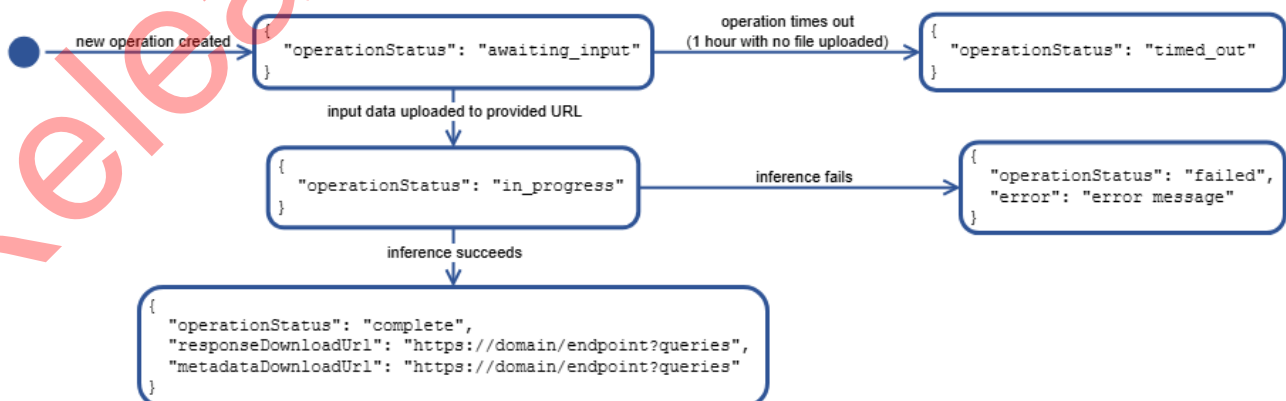 operation times out
new operation created
(1 hour with no file uploaded)
{
"operationStatus": "awaiting_input"
}
{
"operationStatus": "timed_out"
}
input data uploaded to provided URL
{
"operationStatus": "in_progress"
}
inference fails
{
"operationStatus": "failed",
"error": "error message"
}
inference succeeds
{
"operationStatus": "complete",
"responseDownloadUrl": "https://domain/endpoint?queries",
"metadataDownloadUrl": "https://domain/endpoint?queries"
}